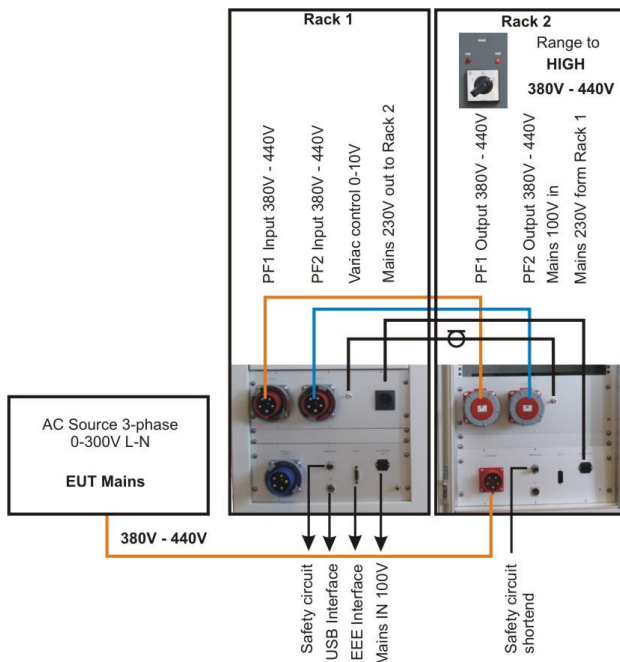 Rack 1
Rack 2
Range to
HIGH
380V - 440V
PF1 Input 380V - 440V
PF2 Input 380V - 440V
Variac control 0-10V
Mains 230V out to Rack 2
PF1 Output 380V - 440V
PF2 Output 380V - 440V
Mains 100V in
Mains 230V form Rack 1
AC Source 3-phase
0-300V L-N
EUT Mains
380V - 440V
Safety circuit
USB Interface
EEE Interface
Mains IN 100V
Safety circuit
shortend